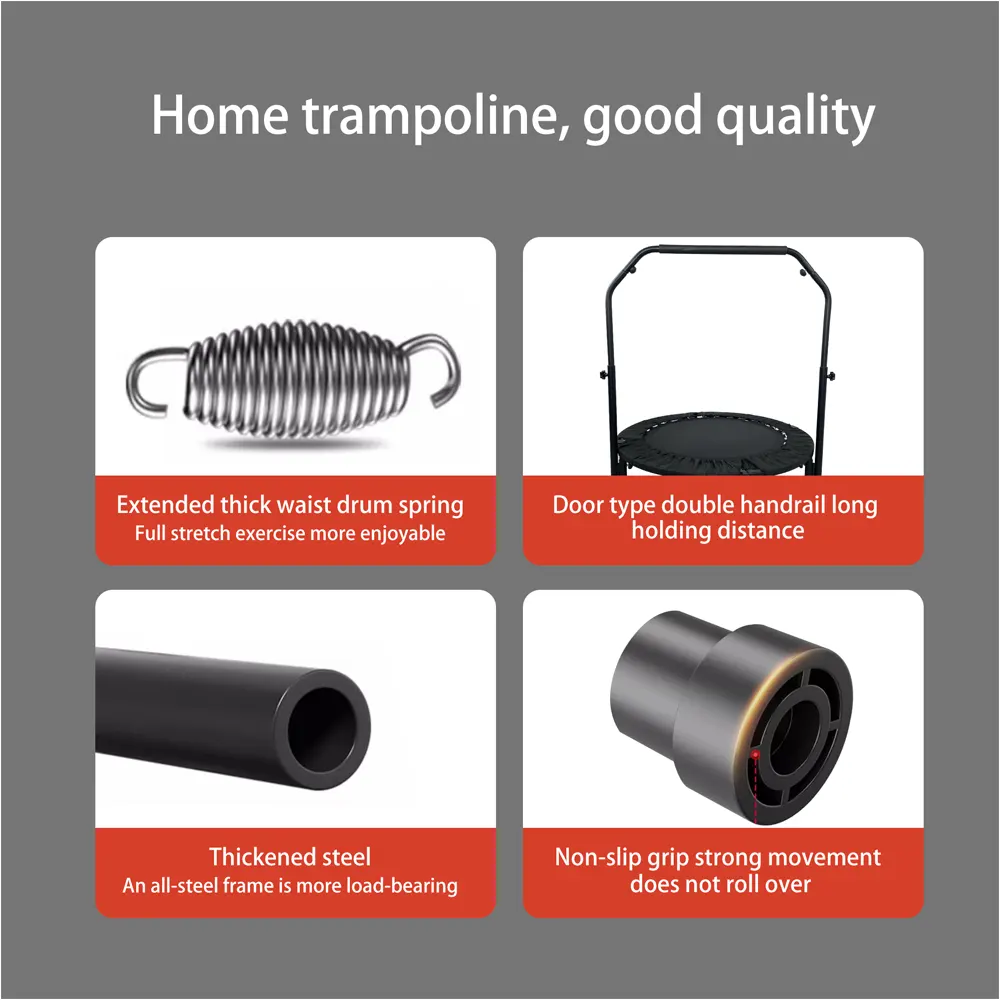 Home trampoline, good quality
Extended thick waist drum spring
Full stretch exercise more enjoyable
Door type double handrail long
holding distance
Thickened steel
An all-steel frame is more load-bearing
Non-slip grip strong movement
does not roll over